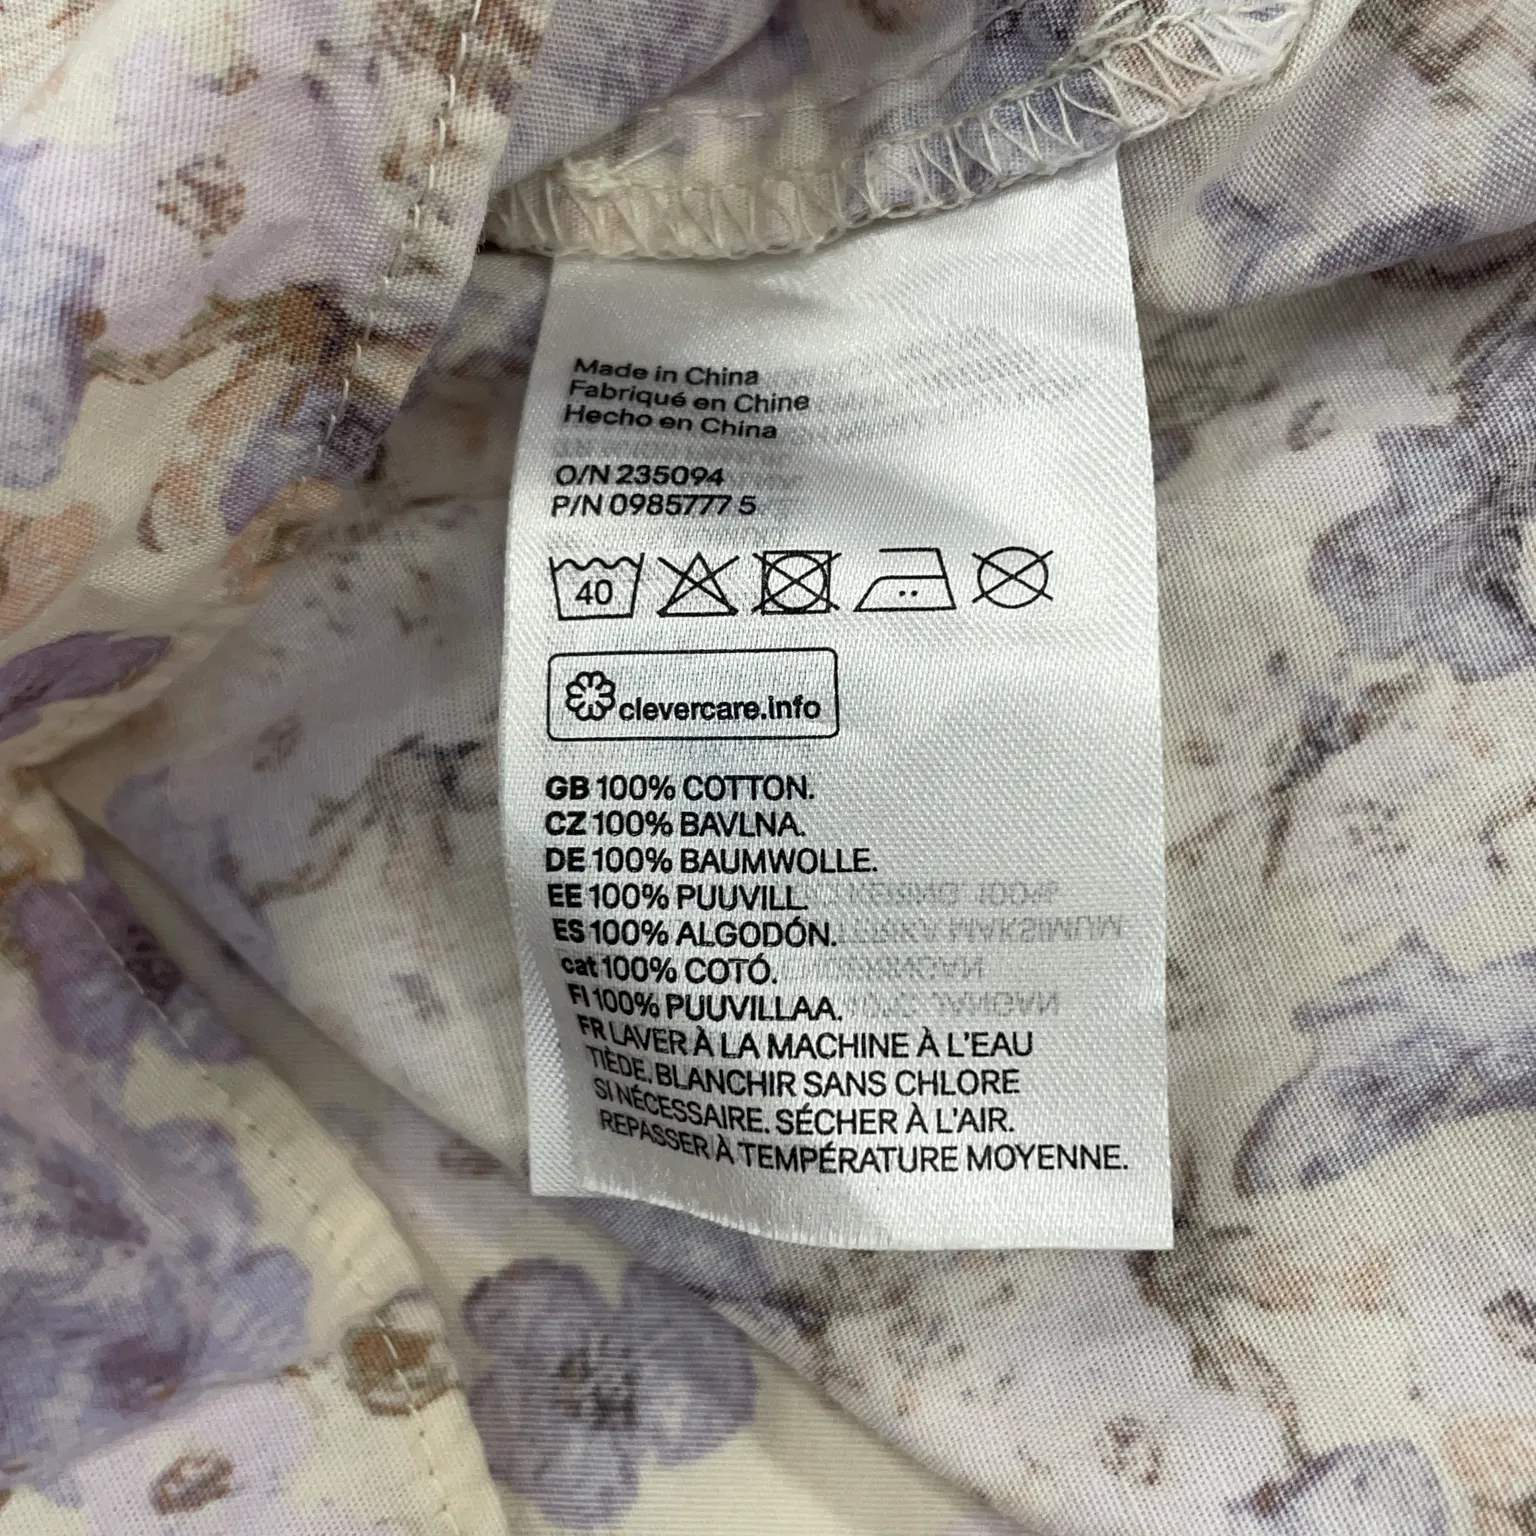 Made in China
Fabriqué en Chine
Hecho en China
O/N 235094
P/N 0985777 5
40
clevercare.info
GB 100% COTTON.
CZ 100% BAVLNA.
DE 100% BAUMWOLLE.
EE 100% PUUVILL.
ES 100% ALGODÓN.
cat 100% COTÓ.
FI 100% PUUVILLAA.
FR LAVER À LA MACHINE À L'EAU
TIÈDE. BLANCHIR SANS CHLORE
SI NÉCESSAIRE. SÉCHER À L'AIR.
REPASSER À TEMPÉRATURE MOYENNE.